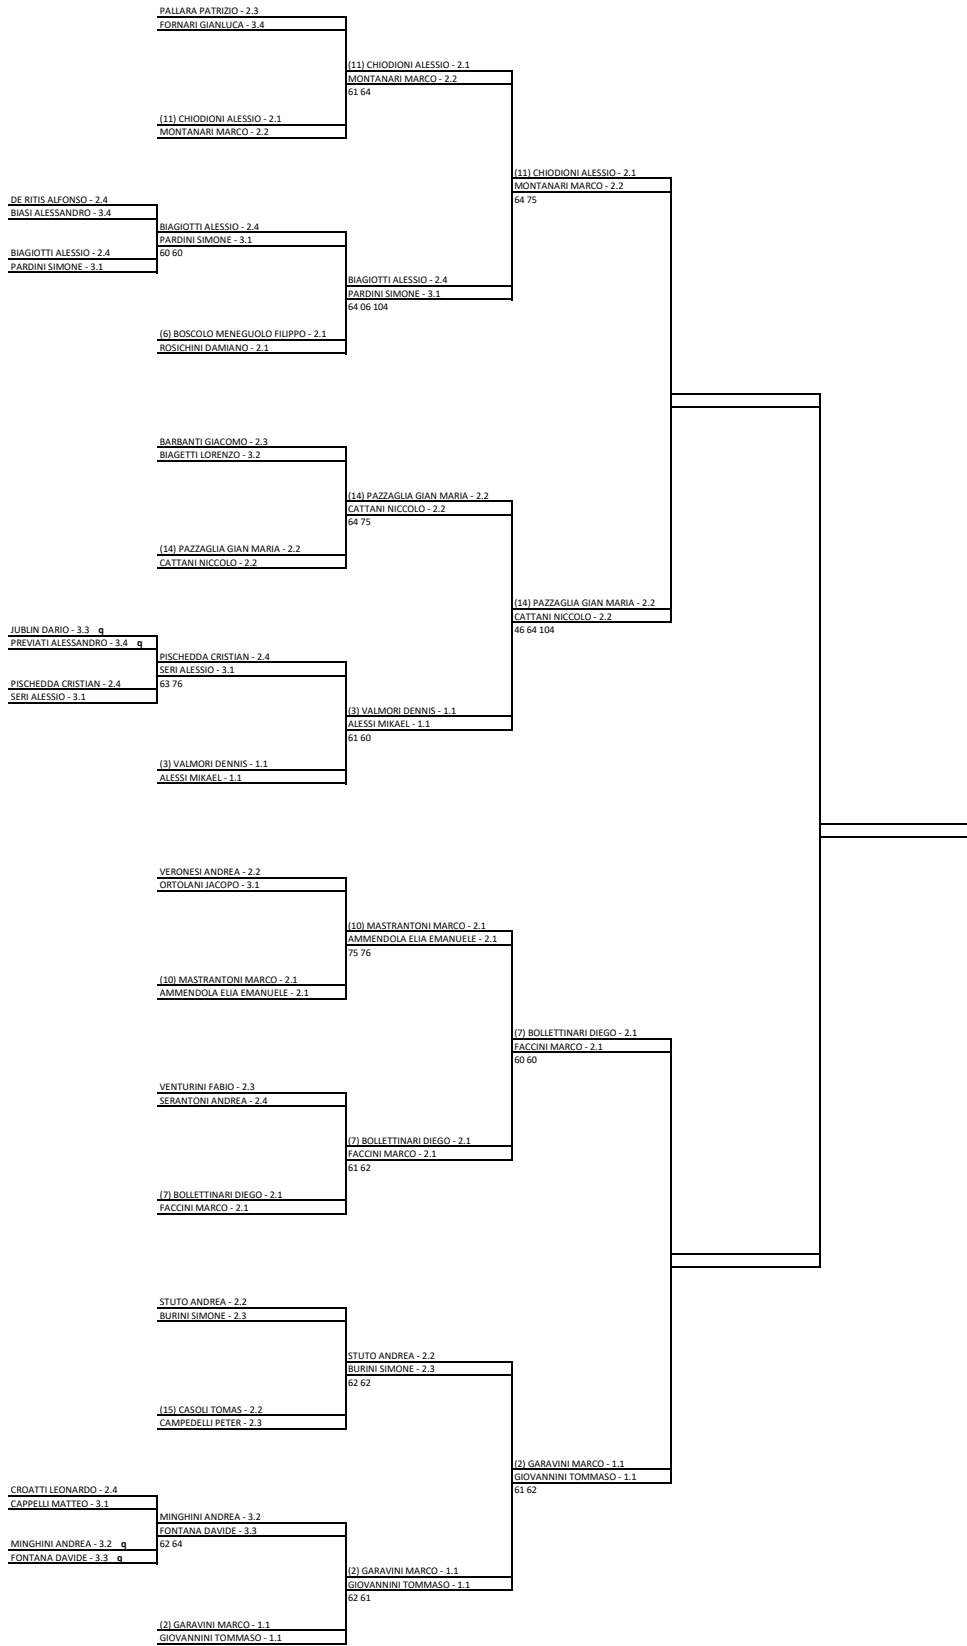 PALLARA PATRIZIO - 2.3
FORNARI GIANLUCA - 3.4
(11) CHIODIONI ALESSIO - 2.1
MONTANARI MARCO - 2.2
61 64
(11) CHIODIONI ALESSIO - 2.1
MONTANARI MARCO - 2.2
(11) CHIODIONI ALESSIO - 2.1
MONTANARI MARCO - 2.2
64 75
DE RITIS ALFONSO - 2.4
BIASI ALESSANDRO - 3.4
BIAGIOTTI ALESSIO - 2.4
PARDINI SIMONE - 3.1
60 60
BIAGIOTTI ALESSIO - 2.4
PARDINI SIMONE - 3.1
BIAGIOTTI ALESSIO - 2.4
PARDINI SIMONE - 3.1
64 06 104
(6) BOSCOLO MENEGUOLO FILIPPO - 2.1
ROSICHINI DAMIANO - 2.1
BARBANTI GIACOMO - 2.3
BIAGETTI LORENZO - 3.2
(14) PAZZAGLIA GIAN MARIA - 2.2
CATTANI NICCOLO - 2.2
64 75
(14) PAZZAGLIA GIAN MARIA - 2.2
CATTANI NICCOLO - 2.2
(14) PAZZAGLIA GIAN MARIA - 2.2
CATTANI NICCOLO - 2.2
46 64 104
JUBLIN DARIO - 3.3 q
PREVIATI ALESSANDRO - 3.4 q
PISCHEDDA CRISTIAN - 2.4
SERI ALESSIO - 3.1
63 76
PISCHEDDA CRISTIAN - 2.4
SERI ALESSIO - 3.1
(3) VALMORI DENNIS - 1.1
ALESSI MIKAEL - 1.1
61 60
(3) VALMORI DENNIS - 1.1
ALESSI MIKAEL - 1.1
VERONESI ANDREA - 2.2
ORTOLANI JACOPO - 3.1
(10) MASTRANTONI MARCO - 2.1
AMMENDOLA ELIA EMANUELE - 2.1
75 76
(10) MASTRANTONI MARCO - 2.1
AMMENDOLA ELIA EMANUELE - 2.1
(7) BOLLETTINARI DIEGO - 2.1
FACCINI MARCO - 2.1
60 60
VENTURINI FABIO - 2.3
SERANTONI ANDREA - 2.4
(7) BOLLETTINARI DIEGO - 2.1
FACCINI MARCO - 2.1
61 62
(7) BOLLETTINARI DIEGO - 2.1
FACCINI MARCO - 2.1
STUTO ANDREA - 2.2
BURINI SIMONE - 2.3
STUTO ANDREA - 2.2
BURINI SIMONE - 2.3
62 62
(15) CASOLI TOMAS - 2.2
CAMPEDELLI PETER - 2.3
(2) GARAVINI MARCO - 1.1
GIOVANNINI TOMMASO - 1.1
61 62
CROATTI LEONARDO - 2.4
CAPPELLI MATTEO - 3.1
MINGHINI ANDREA - 3.2
FONTANA DAVIDE - 3.3
62 64
MINGHINI ANDREA - 3.2 q
FONTANA DAVIDE - 3.3 q
(2) GARAVINI MARCO - 1.1
GIOVANNINI TOMMASO - 1.1
62 61
(2) GARAVINI MARCO - 1.1
GIOVANNINI TOMMASO - 1.1